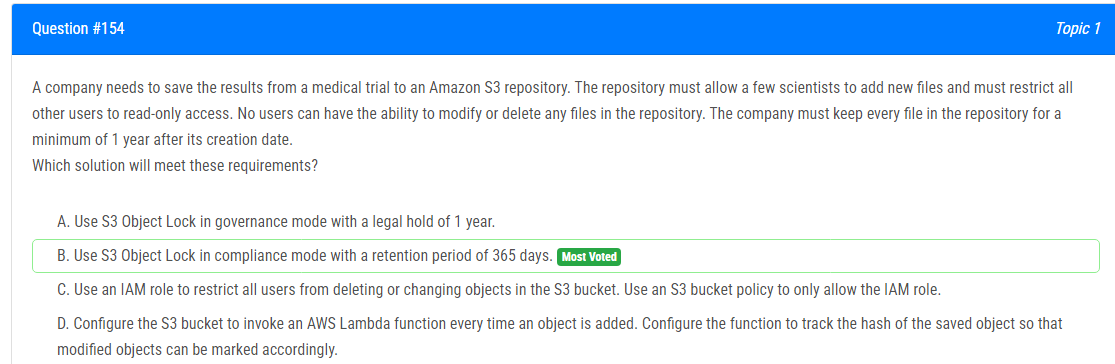 Question #154
Topic 1
A company needs to save the results from a medical trial to an Amazon S3 repository. The repository must allow a few scientists to add new files and must restrict all
other users to read-only access. No users can have the ability to modify or delete any files in the repository. The company must keep every file in the repository for a
minimum of 1 year after its creation date.
Which solution will meet these requirements?
A. Use S3 Object Lock in governance mode with a legal hold of 1 year.
B. Use S3 Object Lock in compliance mode with a retention period of 365 days. Most Voted
C. Use an IAM role to restrict all users from deleting or changing objects in the S3 bucket. Use an S3 bucket policy to only allow the IAM role.
D. Configure the S3 bucket to invoke an AWS Lambda function every time an object is added. Configure the function to track the hash of the saved object so that
modified objects can be marked accordingly.